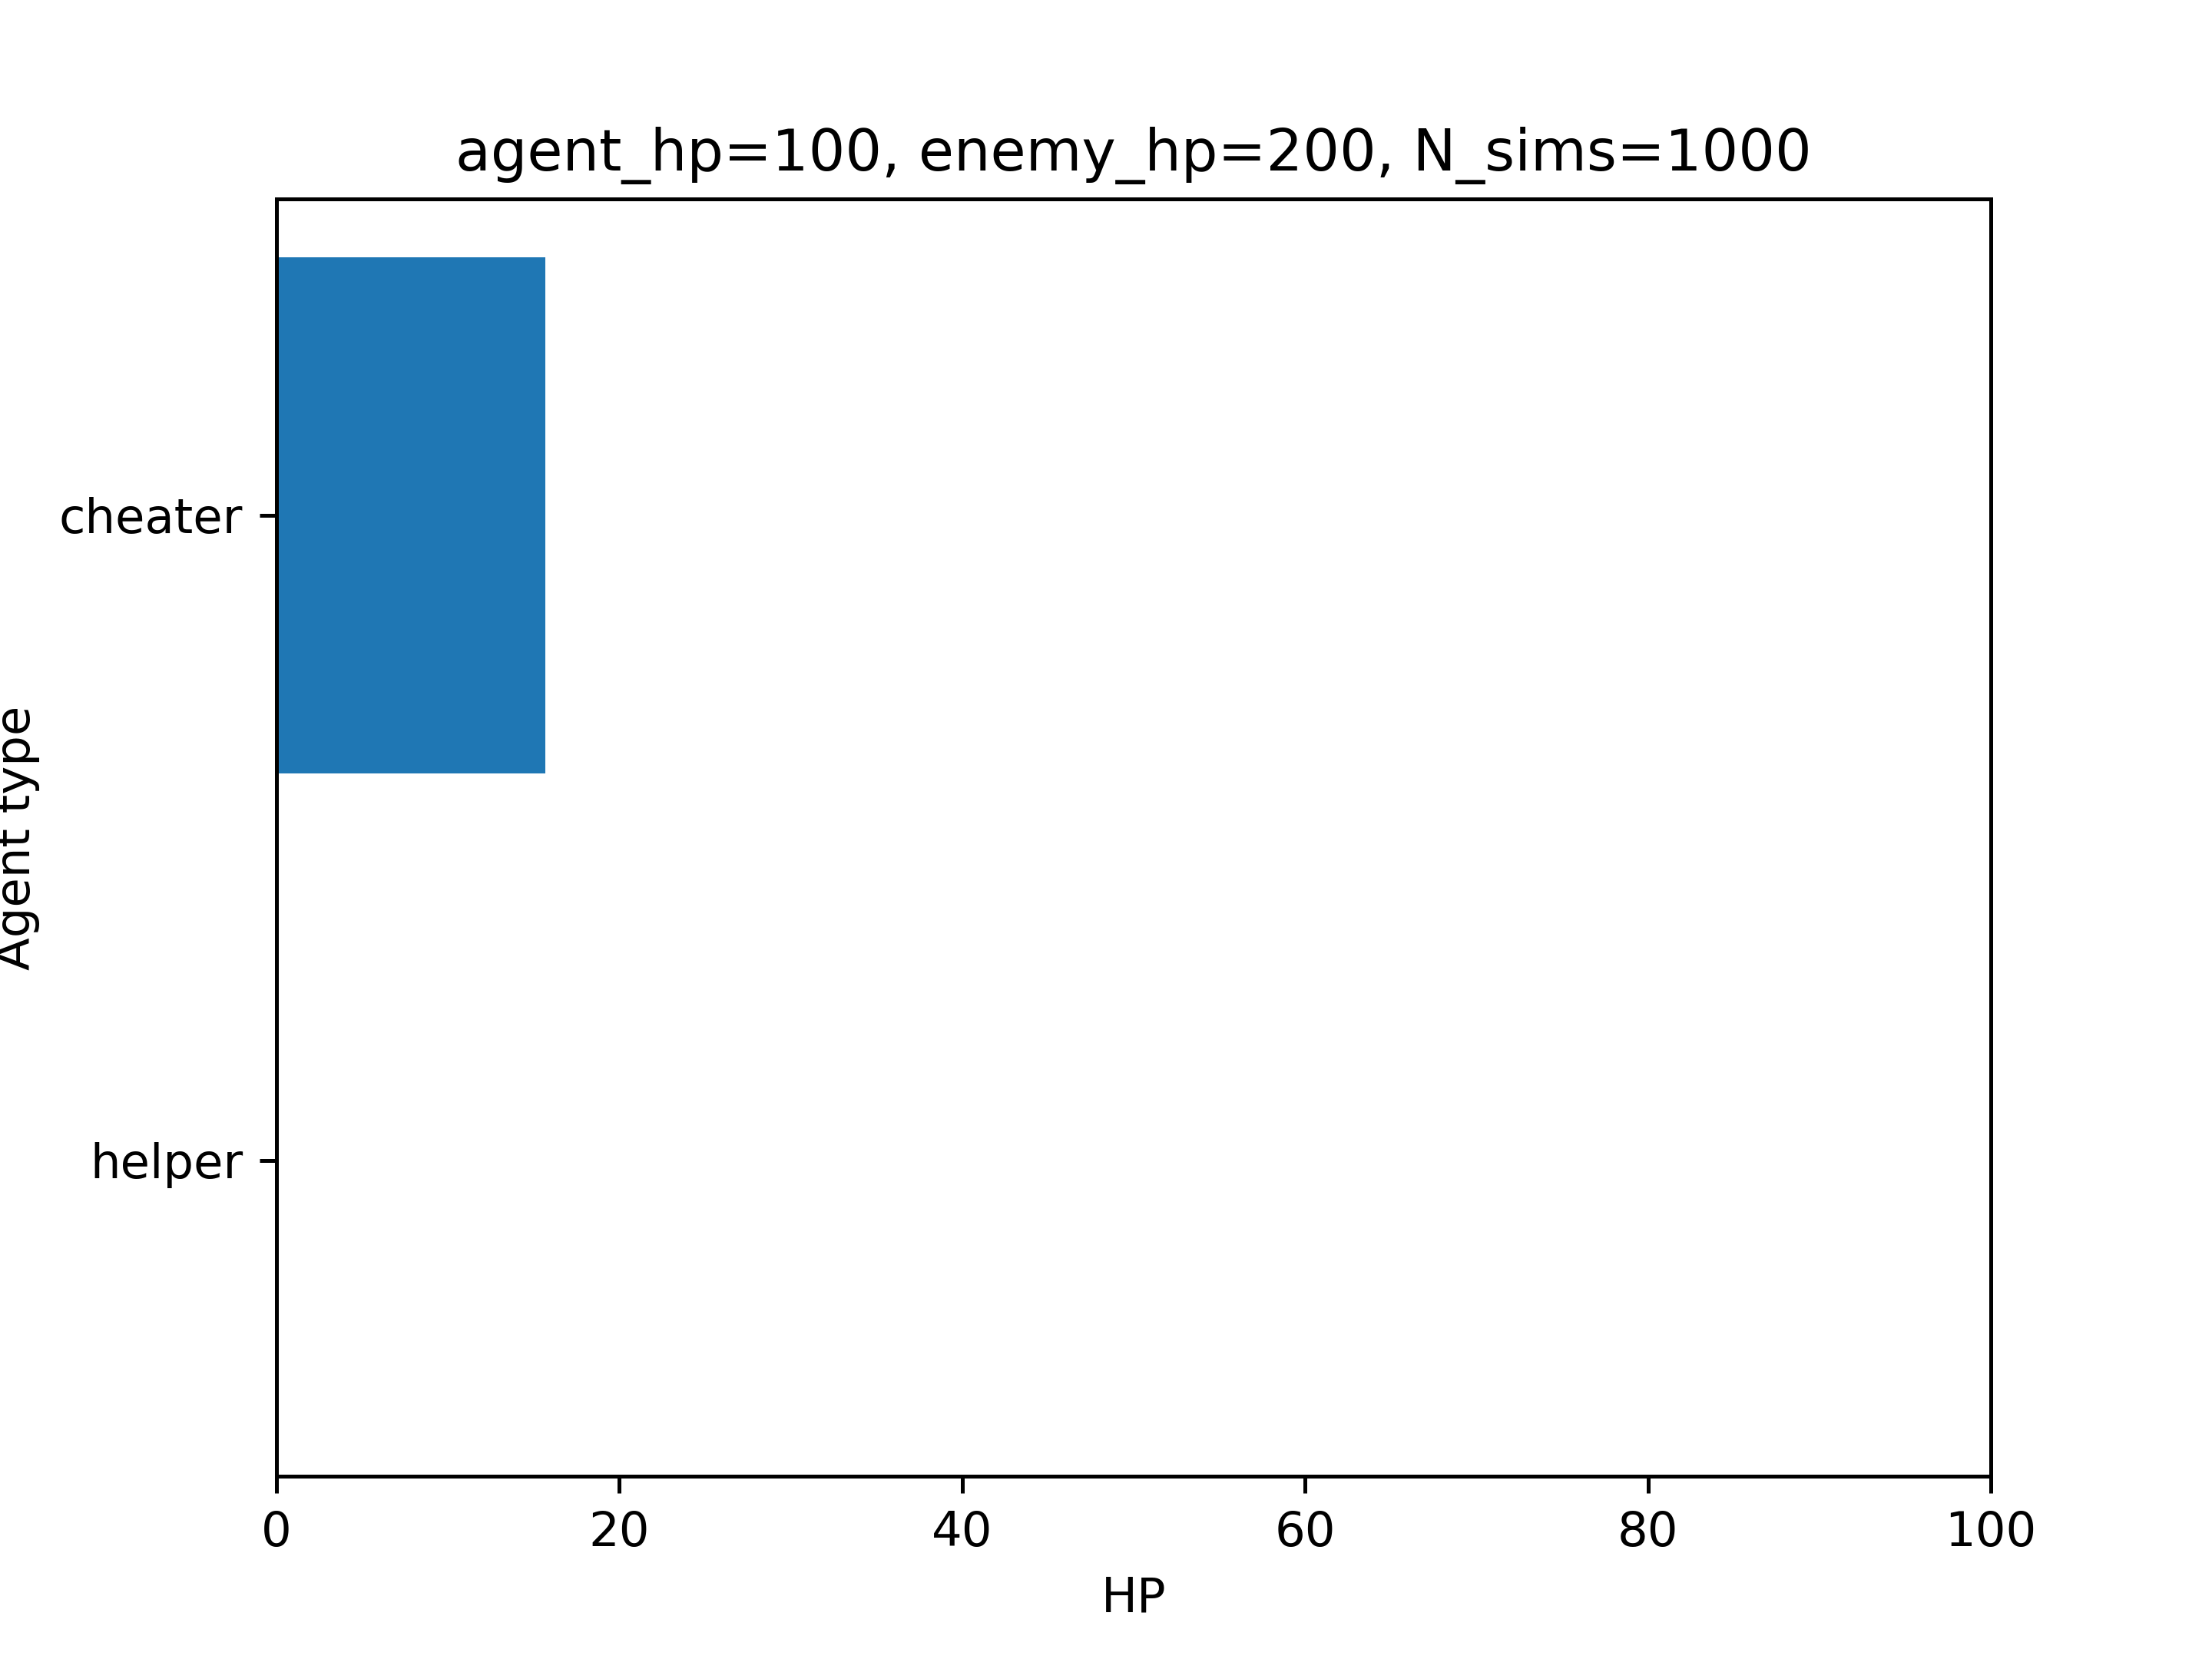 agent_hp=100, enemy_hp=200, N_sims=1000
cheater
Agent type
helper
0 20 40 60 80 100
HP